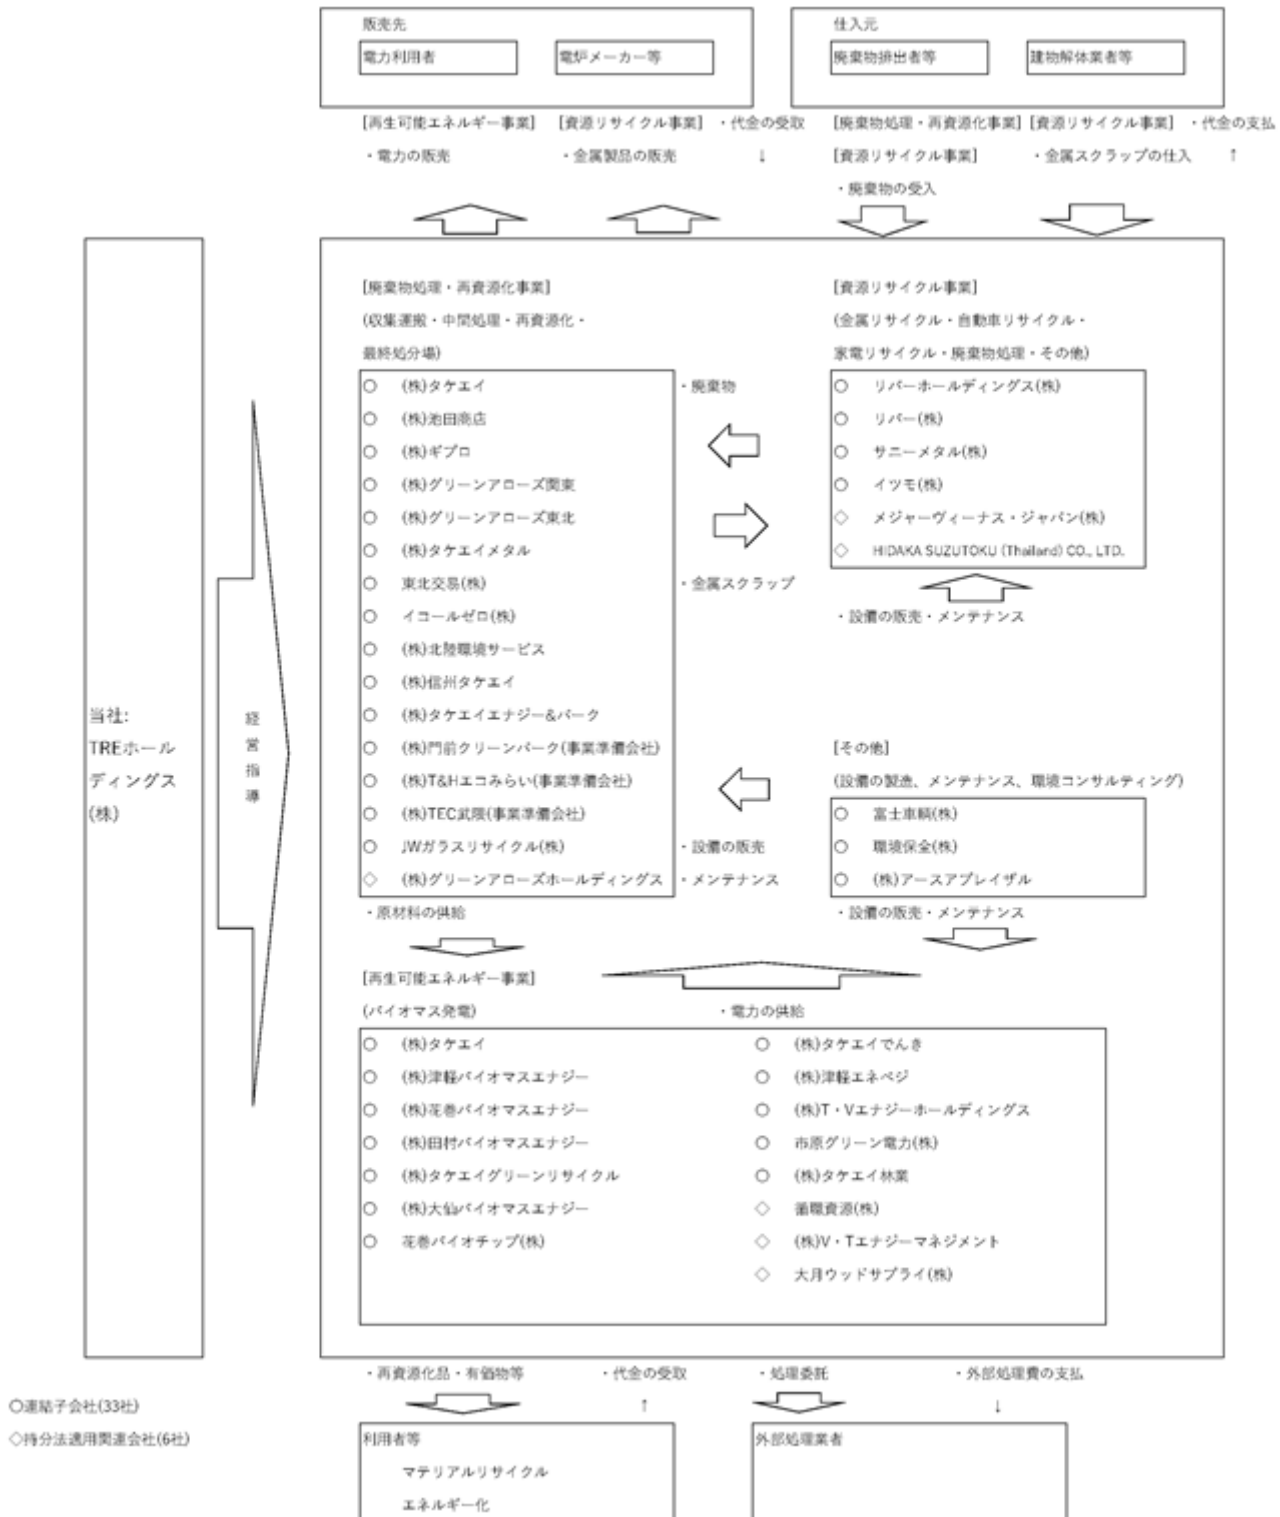 販売先
電力利用者
電炉メーカー等
仕入元
廃棄物排出者等
建物解体業者等
[再生可能エネルギー事業]
[資源リサイクル事業]
・代金の受取
・電力の販売
・金属製品の販売
↓
[廃棄物処理・再資源化事業]
[資源リサイクル事業]
・代金の支払
[資源リサイクル事業]
・金属スクラップの仕入
↑
・廃棄物の受入
当社:
TREホール
ディングス
(株)
経
営
指
導
[廃棄物処理・再資源化事業]
(収集運搬・中間処理・再資源化・
最終処分場)
○ (株)タケエイ
○ (株)池田商店
○ (株)ギプロ
○ (株)グリーンアローズ関東
○ (株)グリーンアローズ東北
○ (株)タケエイメタル
○ 東北交易(株)
○ イコールゼロ(株)
○ (株)北陸環境サービス
○ (株)信州タケエイ
○ (株)タケエイエナジー&パーク
○ (株)門前クリーンパーク(事業準備会社)
○ (株)T&Hエコみらい(事業準備会社)
○ (株)TEC武隈(事業準備会社)
○ JWガラスリサイクル(株)
◇ (株)グリーンアローズホールディングス
・廃棄物
・金属スクラップ
・設備の販売
・メンテナンス
[資源リサイクル事業]
(金属リサイクル・自動車リサイクル・
家電リサイクル・廃棄物処理・その他)
○ リバーホールディングス(株)
○ リバー(株)
○ サニーメタル(株)
○ イツモ(株)
◇ メジャーヴィーナス・ジャパン(株)
◇ HIDAKA SUZUTOKU (Thailand) CO., LTD.
・設備の販売・メンテナンス
[その他]
(設備の製造、メンテナンス、環境コンサルティング)
○ 富士車輌(株)
○ 環境保全(株)
○ (株)アースアプレイザル
・設備の販売・メンテナンス
・原材料の供給
[再生可能エネルギー事業]
(バイオマス発電)
・電力の供給
○ (株)タケエイ
○ (株)津軽バイオマスエナジー
○ (株)花巻バイオマスエナジー
○ (株)田村バイオマスエナジー
○ (株)タケエイグリーンリサイクル
○ (株)大仙バイオマスエナジー
○ 花巻バイオチップ(株)
○ (株)タケエイでんき
○ (株)津軽エネベジ
○ (株)T・Vエナジーホールディングス
○ 市原グリーン電力(株)
○ (株)タケエイ林業
◇ 循環資源(株)
◇ (株)V・Tエナジーマネジメント
◇ 大月ウッドサプライ(株)
・再資源化品・有価物等
・代金の受取
・処理委託
・外部処理費の支払
↑
↓
○連結子会社(33社)
◇持分法適用関連会社(6社)
利用者等
マテリアルリサイクル
エネルギー化
外部処理業者